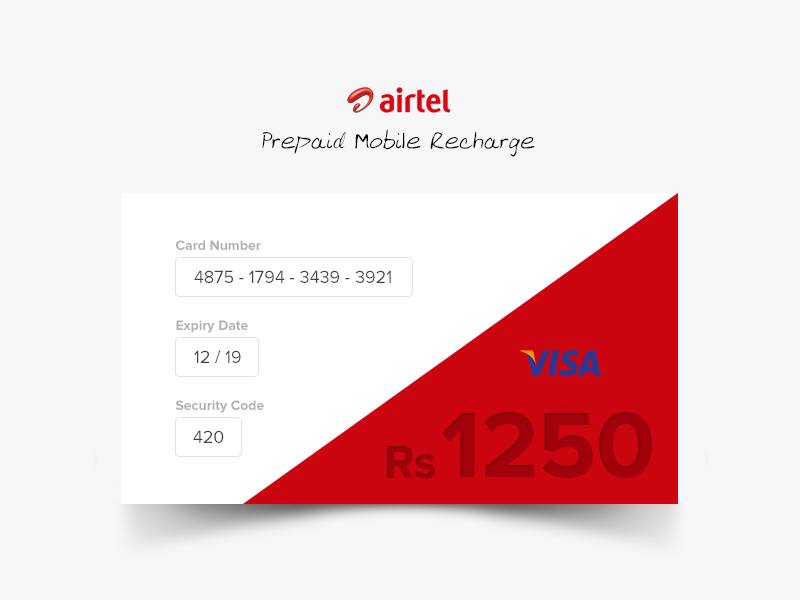 airtel
Prepaid Mobile Recharge
Card Number
4875 - 1794 - 3439 - 3921
Expiry Date
12 / 19
Security Code
420
VISA
Rs 1250